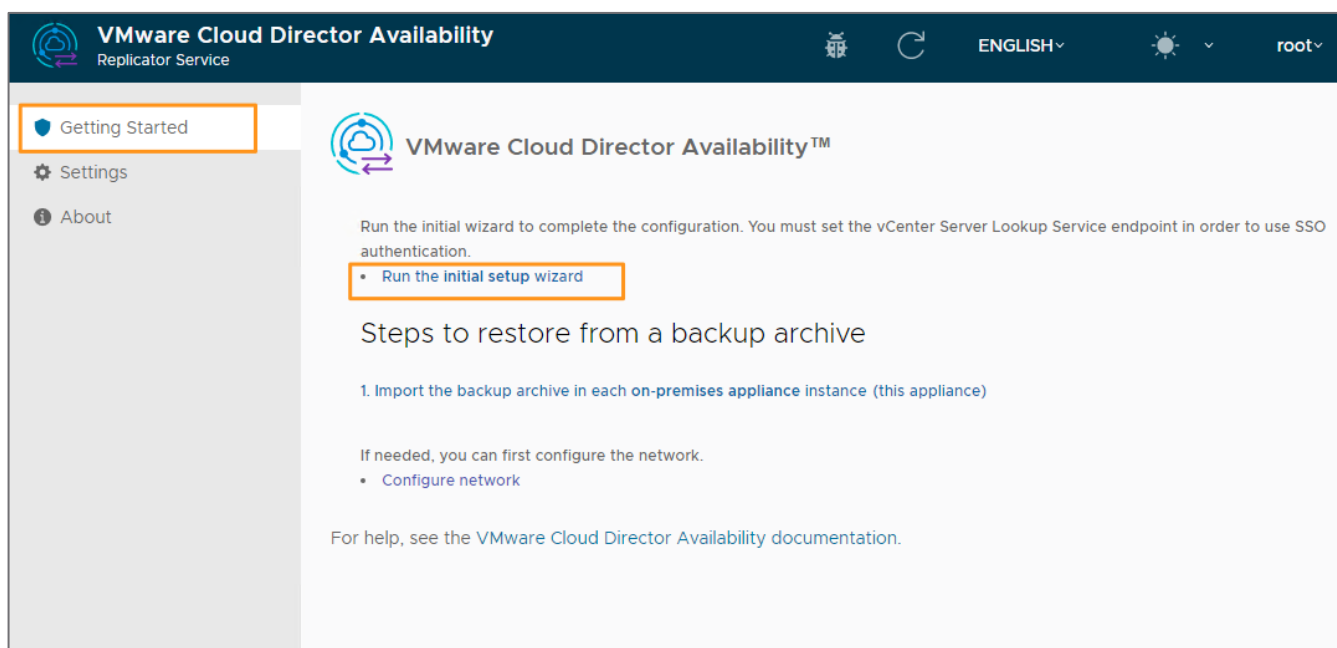 VMware Cloud Director Availability
Replicator Service
ENGLISH
root
Getting Started
Settings
About
VMware Cloud Director Availability™
Run the initial wizard to complete the configuration. You must set the vCenter Server Lookup Service endpoint in order to use SSO
authentication.
• Run the initial setup wizard
Steps to restore from a backup archive
1. Import the backup archive in each on-premises appliance instance (this appliance)
If needed, you can first configure the network.
• Configure network
For help, see the VMware Cloud Director Availability documentation.